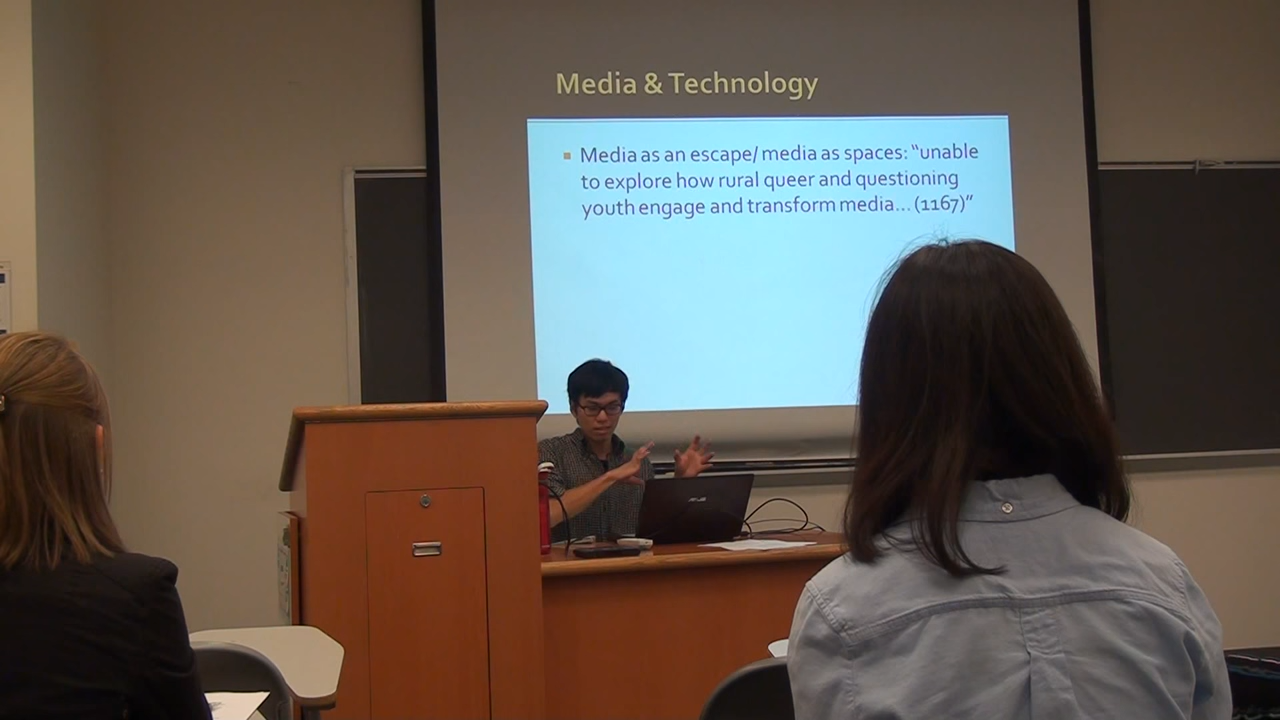 Media & Technology
Media as an escape/ media as spaces: “unable
to explore how rural queer and questioning
youth engage and transform media… (1167)”
ASUS